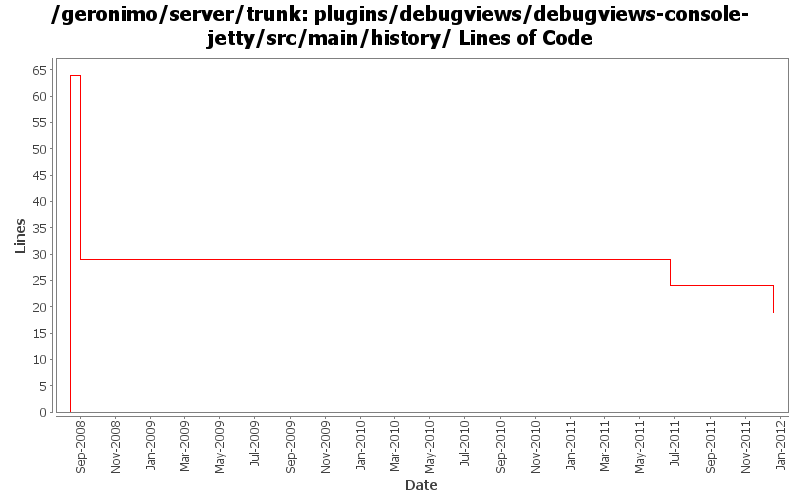 /geronimo/server/trunk: plugins/debugviews/debugviews-console-
jetty/src/main/history/ Lines of Code
65
60
55
50
45
40
35
30
25
20
15
10
5
0
Lines
Sep-2008
Nov-2008
Jan-2009
Mar-2009
May-2009
Jul-2009
Sep-2009
Nov-2009
Jan-2010
Mar-2010
May-2010
Jul-2010
Sep-2010
Nov-2010
Jan-2011
Mar-2011
May-2011
Jul-2011
Sep-2011
Nov-2011
Jan-2012
Date